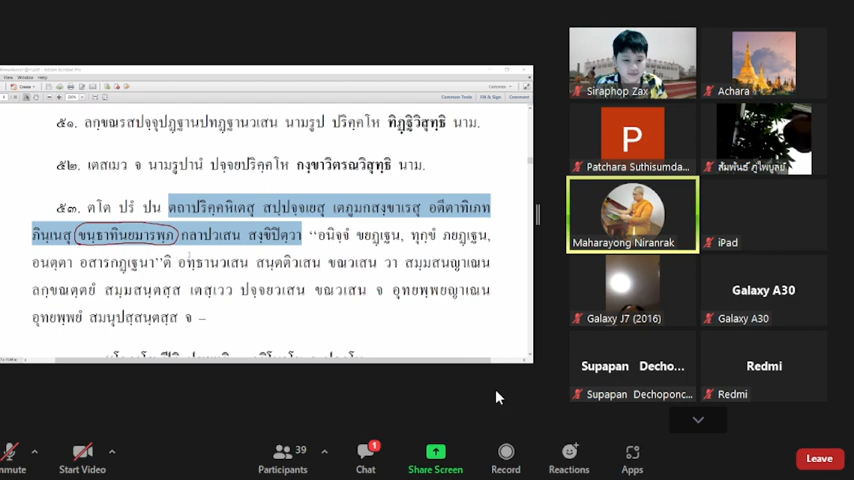 View Window Help
Create
Common Tools
Fill & Sign
Comment
๕๑. ลกฺขณรสปจฺจุปฏฺฐานปทฏฺฐานวเสน นามรูป ปริคฺคโห ทิฏฺฐิวิสุทฺธิ นาม.
๕๒. เตสเมว จ นามรูปานํ ปจฺจยปริคฺคโห กงฺขาวิตรณวิสุทฺธิ นาม.
๕๓. ตโต ปรํ ปน ตถาปริคฺคหิเตสุ สปฺปจฺจเยสุ เตภูมกสงฺขาเรสุ อตีตาทิเภท
ภินฺเนสุ ขนฺธาทินยมารพฺภ กลาปวเสน สงฺขิปิตฺวา “อนิจฺจํ ขยฏฺเฐน, ทุกฺขํ ภยฏฺเฐน,
อนตฺตา อสารกฏฺเฐนา”ติ อทฺธานวเสน สนฺตติวเสน ขณวเสน วา สมฺมสนญาเณน
ลกฺขณตฺตยํ สมฺมสนฺตสฺส เตสฺเวว ปจฺจยวเสน ขณวเสน จ อุทยพฺพยญาเณน
อุทยพฺพยํ สมนุปสฺสนฺตสฺส จ –
Siraphop Zax
Achara
P
Patchara Suthisumda...
สัมพันธ์ ภู่ไพบูลย์
Maharayong Niranrak
iPad
Galaxy J7 (2016)
Galaxy A30
Galaxy A30
Supapan Decho...
Supapan Dechoponc...
Redmi
Redmi
nmute
Start Video
39
Participants
1
Chat
Share Screen
Record
Reactions
Apps
Leave